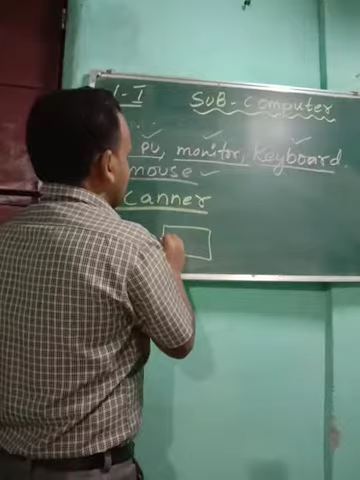 -I SUB- Computer
PU, monitor, Keyboard.
mouse
canner